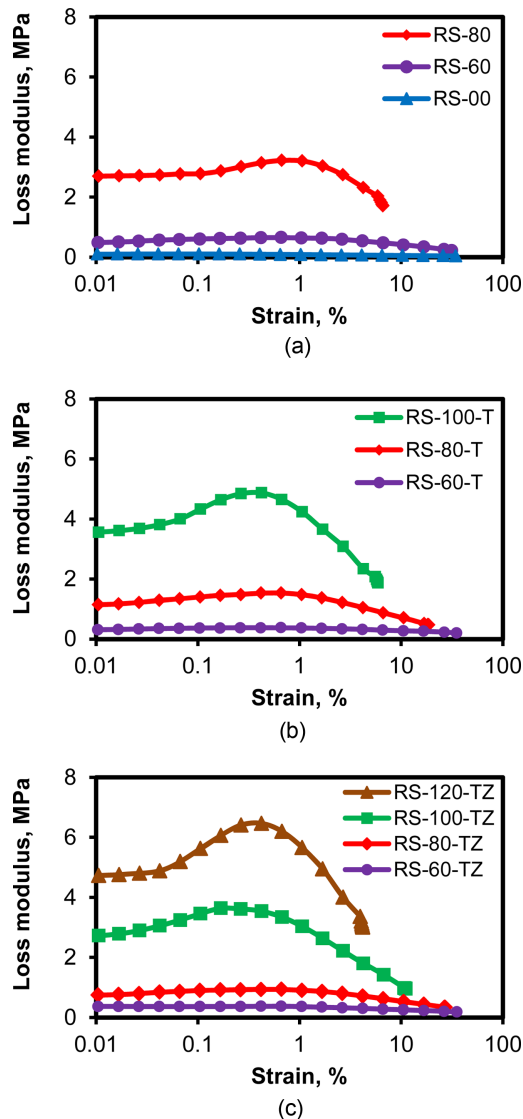 8
6
4
2
0
Loss modulus, MPa
RS-80
RS-60
RS-00
0.01 0.1 1 10 100
Strain, %
(a)
8
6
4
2
0
Loss modulus, MPa
RS-100-T
RS-80-T
RS-60-T
0.01 0.1 1 10 100
Strain, %
(b)
8
6
4
2
0
Loss modulus, MPa
RS-120-TZ
RS-100-TZ
RS-80-TZ
RS-60-TZ
0.01 0.1 1 10 100
Strain, %
(c)